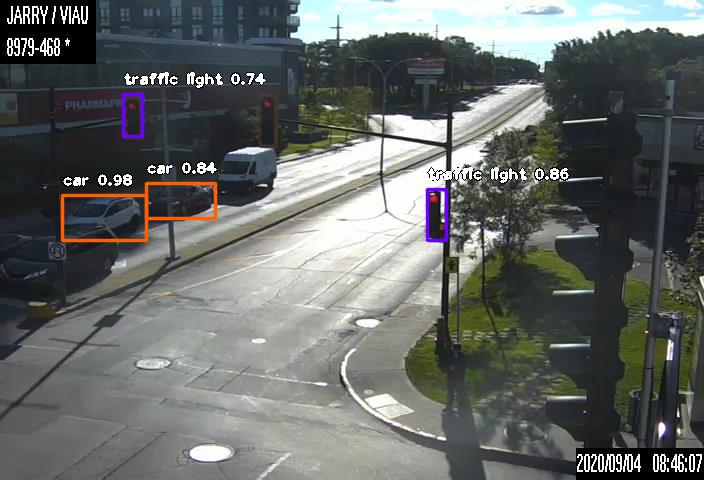 JARRY / VIAU
8979-468 *
traffic light 0.74
PHARMAPR
traffic light 0.86
car 0.84
car 0.98
2020/09/04 08:46:07